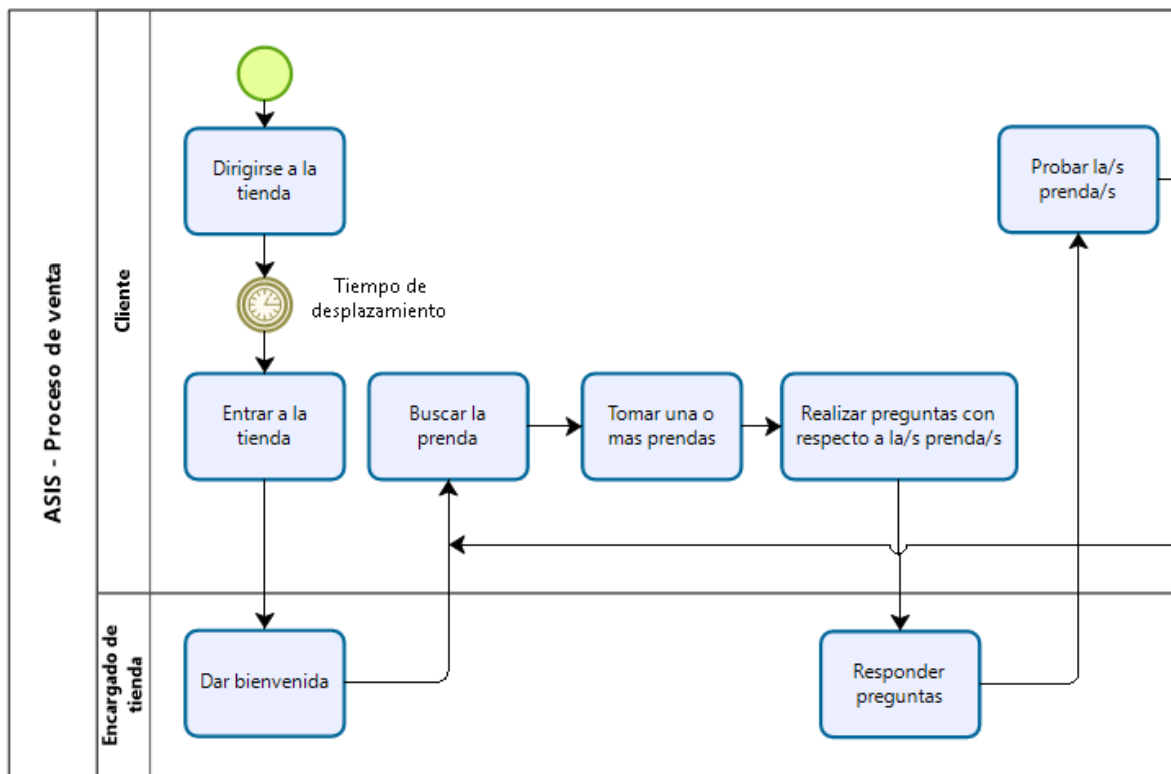 ASIS - Proceso de venta
Cliente
Dirigirse a la
tienda
Tiempo de
desplazamiento
Entrar a la
tienda
Buscar la
prenda
Tomar una o
mas prendas
Realizar preguntas con
respecto a la/s prenda/s
Probar la/s
prenda/s
Encargado de
tienda
Dar bienvenida
Responder
preguntas